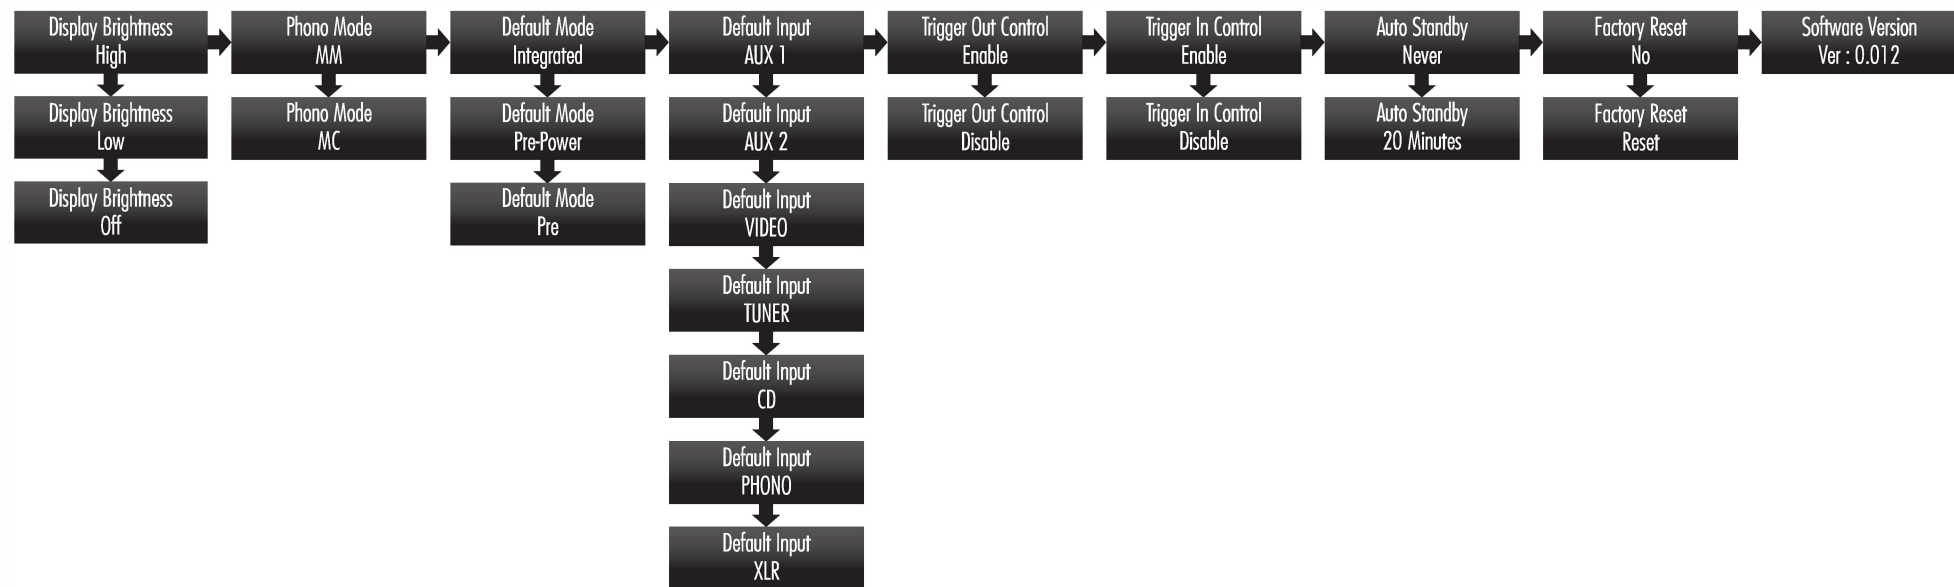 Display Brightness
High
Phono Mode
MM
Default Mode
Integrated
Default Input
AUX 1
Trigger Out Control
Enable
Trigger In Control
Enable
Auto Standby
Never
Factory Reset
No
Software Version
Ver : 0.012
Display Brightness
Low
Phono Mode
MC
Default Mode
Pre-Power
Default Input
AUX 2
Trigger Out Control
Disable
Trigger In Control
Disable
Auto Standby
20 Minutes
Factory Reset
Reset
Display Brightness
Off
Default Mode
Pre
Default Input
VIDEO
Default Input
TUNER
Default Input
CD
Default Input
PHONO
Default Input
XLR